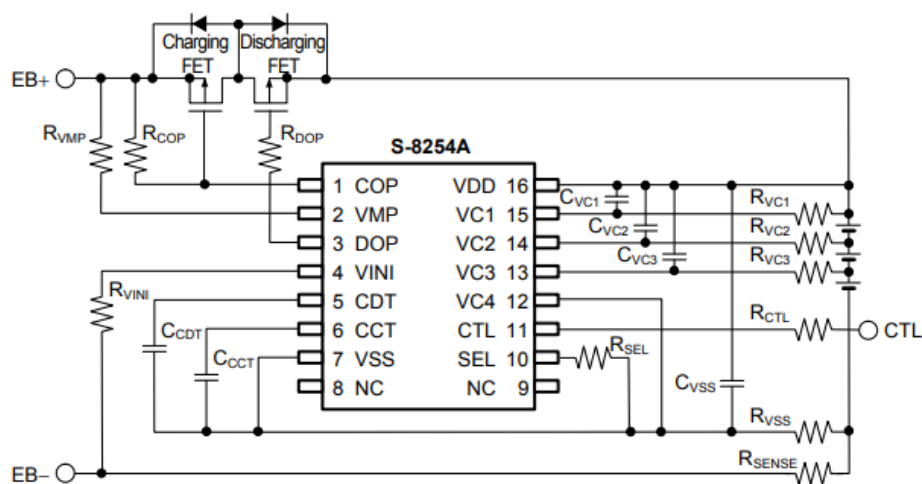 Charging Discharging
FET FET
EB+
RVMP
RCOP
RDOP
S-8254A
1 COP VDD 16
2 VMP VC1 15
3 DOP VC2 14
4 VINI VC3 13
5 CDT VC4 12
6 CCT CTL 11
7 VSS SEL 10
8 NC NC 9
CVC1
CVC2
CVC3
RVC1
RVC2
RVC3
RVINI
CCDT
CCCT
RCTL
CTL
RSEL
CVSS
RVSS
RSENSE
EB−